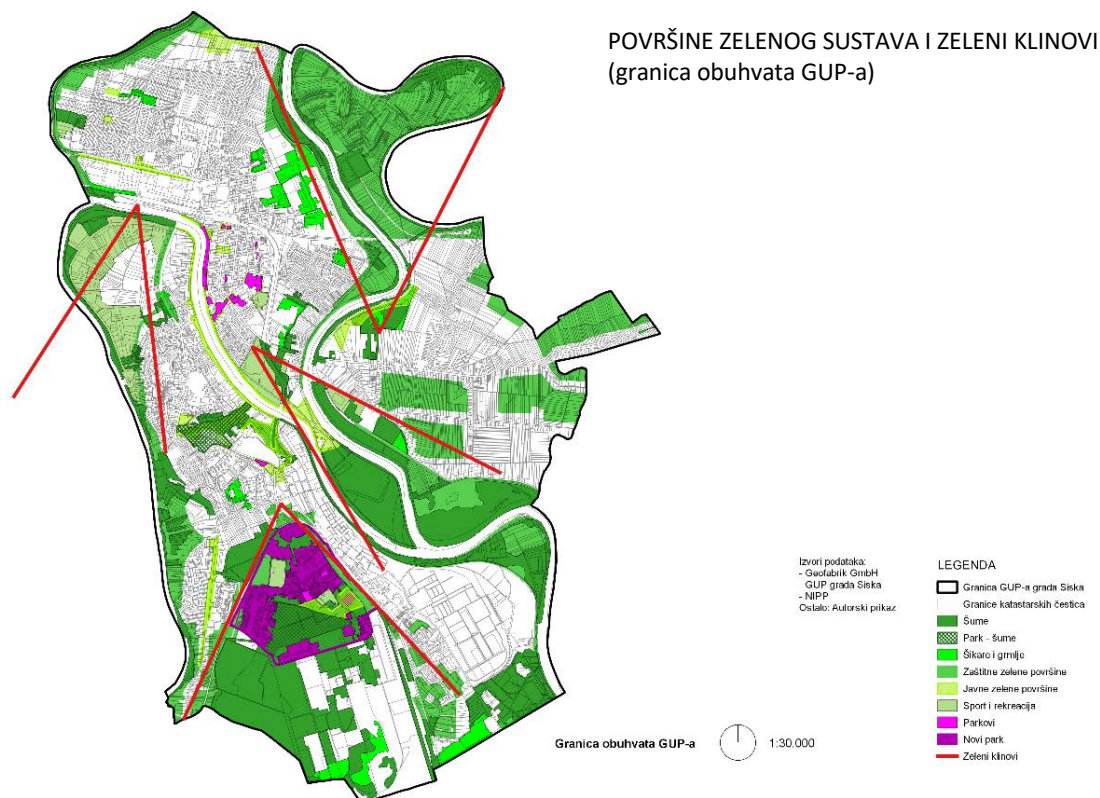 POVRŠINE ZELENOG SUSTAVA I ZELENI KLINOVI
(granica obuhvata GUP-a)
Izvori podataka:
- Geofabrik GmbH
GUP grada Siska
- NIPP
Ostalo: Autorski prikaz
LEGENDA
Granica GUP-a grada Siska
Granice katastarskih čestica
Šume
Park - šume
Šikare i grmlje
Zaštitne zelene površine
Javne zelene površine
Sport i rekreacija
Parkovi
Novi park
Zeleni klinovi
Granica obuhvata GUP-a
1:30.000